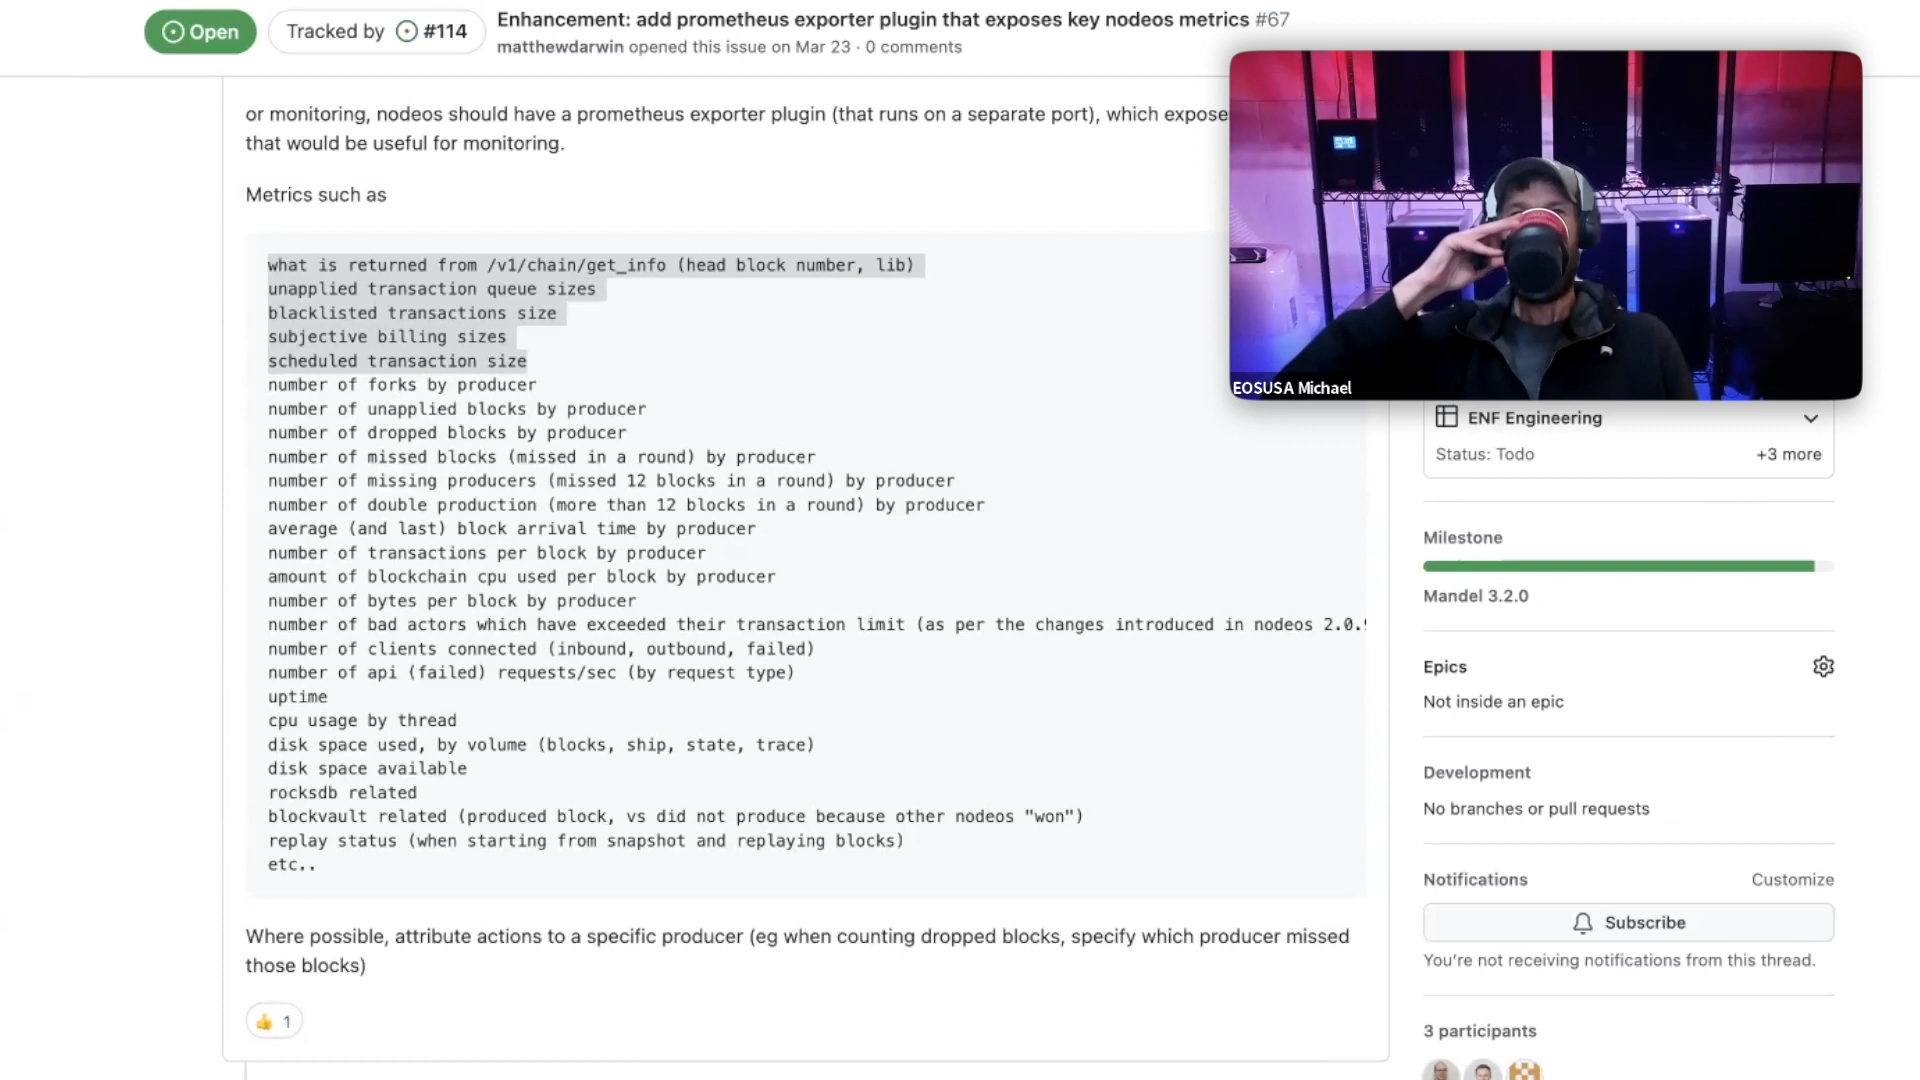 Open
Tracked by #114
Enhancement: add prometheus exporter plugin that exposes key nodeos metrics #67
matthewdarwin opened this issue on Mar 23 · 0 comments
or monitoring, nodeos should have a prometheus exporter plugin (that runs on a separate port), which expose
that would be useful for monitoring.
Metrics such as
what is returned from /v1/chain/get_info (head block number, lib)
unapplied transaction queue sizes
blacklisted transactions size
subjective billing sizes
scheduled transaction size
number of forks by producer
number of unapplied blocks by producer
number of dropped blocks by producer
number of missed blocks (missed in a round) by producer
number of missing producers (missed 12 blocks in a round) by producer
number of double production (more than 12 blocks in a round) by producer
average (and last) block arrival time by producer
number of transactions per block by producer
amount of blockchain cpu used per block by producer
number of bytes per block by producer
number of bad actors which have exceeded their transaction limit (as per the changes introduced in nodeos 2.0.9
number of clients connected (inbound, outbound, failed)
number of api (failed) requests/sec (by request type)
uptime
cpu usage by thread
disk space used, by volume (blocks, ship, state, trace)
disk space available
rocksdb related
blockvault related (produced block, vs did not produce because other nodeos "won")
replay status (when starting from snapshot and replaying blocks)
etc..
Where possible, attribute actions to a specific producer (eg when counting dropped blocks, specify which producer missed
those blocks)
👍 1
EOSUSA Michael
ENF Engineering
Status: Todo +3 more
Milestone
Mandel 3.2.0
Epics
Not inside an epic
Development
No branches or pull requests
Notifications Customize
Subscribe
You're not receiving notifications from this thread.
3 participants